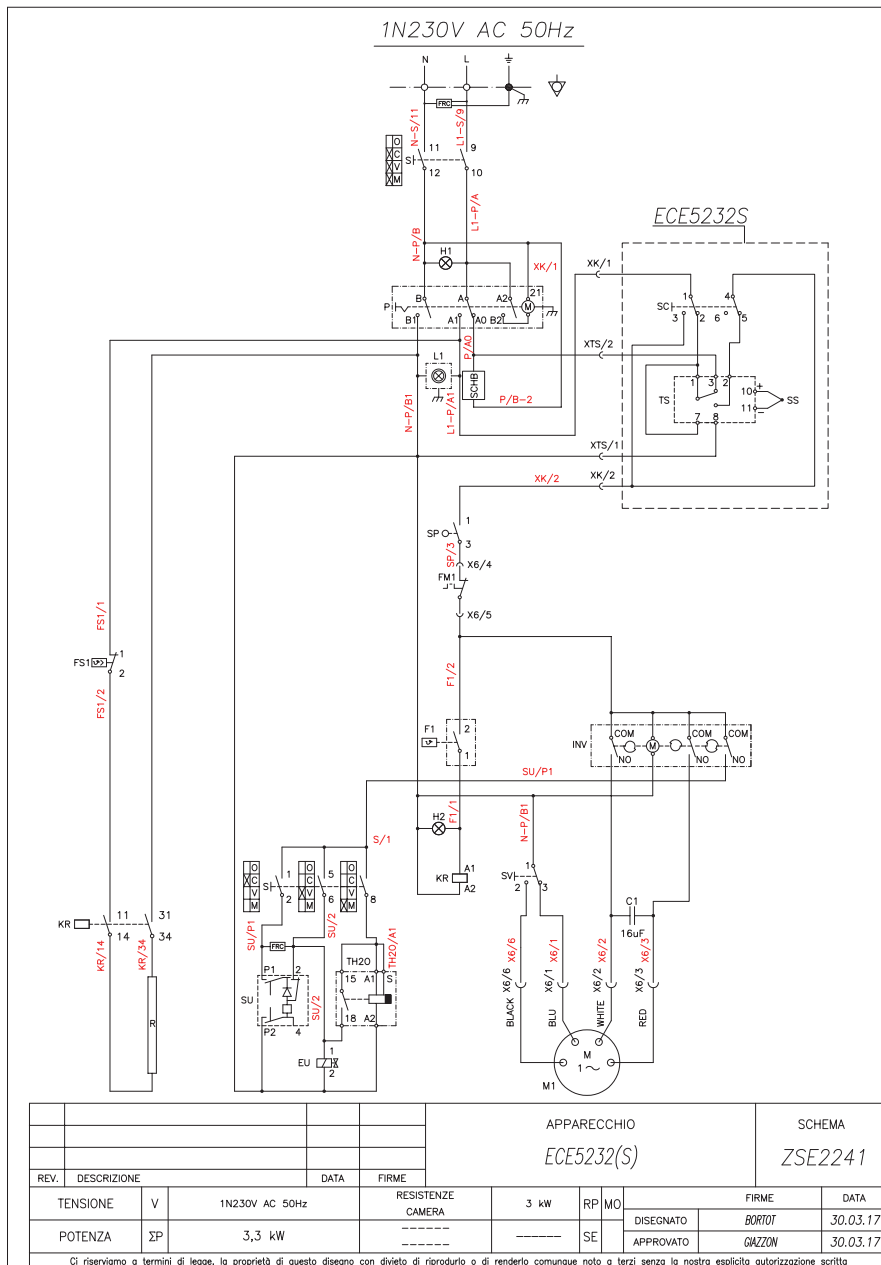 1N230V AC 50Hz
N L
FRC
N-S/11
L1-S/9
O
C
V
M
S
11 9
12 10
N-P/B
L1-P/A
H1
XK/1
ECE5232S
XK/1
P
B A A2 21
M
B1 A1 A0 B2
SC
1 4
3 2 6 5
P/A0
XTS/2
L1
SCHB
N-P/B1
L1-P/A1
P/B-2
1 3 2
TS
10 +
11 -
SS
7 8
XTS/1
XK/2
XK/2
SP
1
3
SP/3
X6/4
FM1
X6/5
FS1/1
FS1
1
2
FS1/2
F1/2
F1
2
1
INV
COM
M
COM
COM
NO
NO
NO
SU/P1
F1/1
N-P/B1
H2
S/1
KR
A1
A2
O
C
V
M
S
1
2
O
C
V
M
5
6
O
C
V
M
8
SV
1
2 3
C1
16uF
KR
11 31
14 34
KR/14
KR/34
SU/P1
SU/2
TH20/A1
FRC
TH20
P1 2
15 A1 S
SU
SU/2
P2 4
18 A2
R
EU
1
2
X6/6
X6/1
X6/2
X6/3
X6/6
X6/1
X6/2
X6/3
BLACK
BLU
WHITE
RED
M
1~
M1
APPARECCHIO
SCHEMA
ECE5232(S)
ZSE2241
REV. DESCRIZIONE DATA FIRME
TENSIONE V 1N230V AC 50Hz RESISTENZE CAMERA 3 kW RP MO FIRME DATA
DISEGNATO BORTOT 30.03.17
POTENZA ΣP 3,3 kW ------ ------ SE
APPROVATO GIAZZON 30.03.17
Ci riserviamo a termini di legge, la proprietà di questo disegno con divieto di riprodurlo o di renderlo comunque noto a terzi senza la nostra esplicita autorizzazione scritta